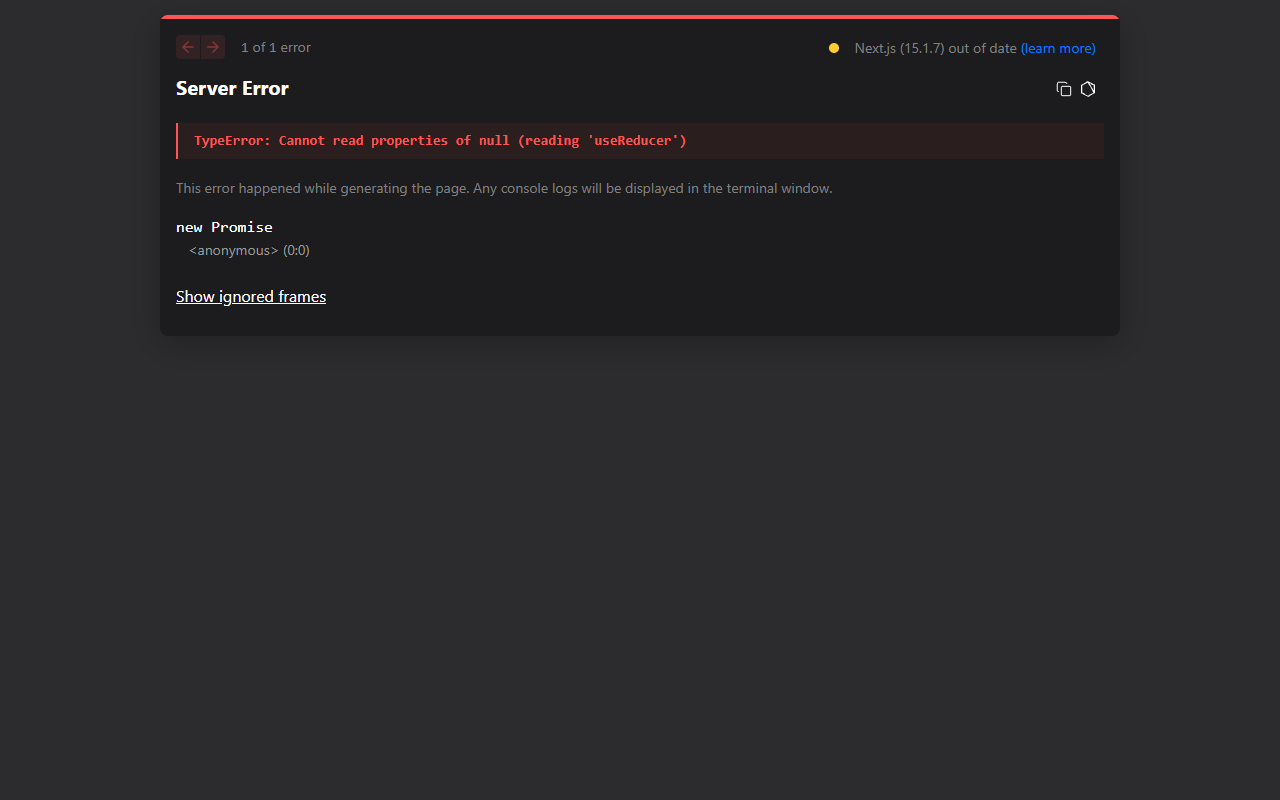 1 of 1 error
Next.js (15.1.7) out of date (learn more)
Server Error
TypeError: Cannot read properties of null (reading 'useReducer')
This error happened while generating the page. Any console logs will be displayed in the terminal window.
new Promise
<anonymous> (0:0)
Show ignored frames